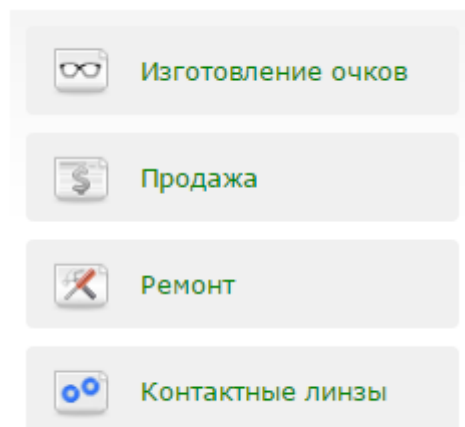 Изготовление очков
Продажа
Ремонт
Контактные линзы